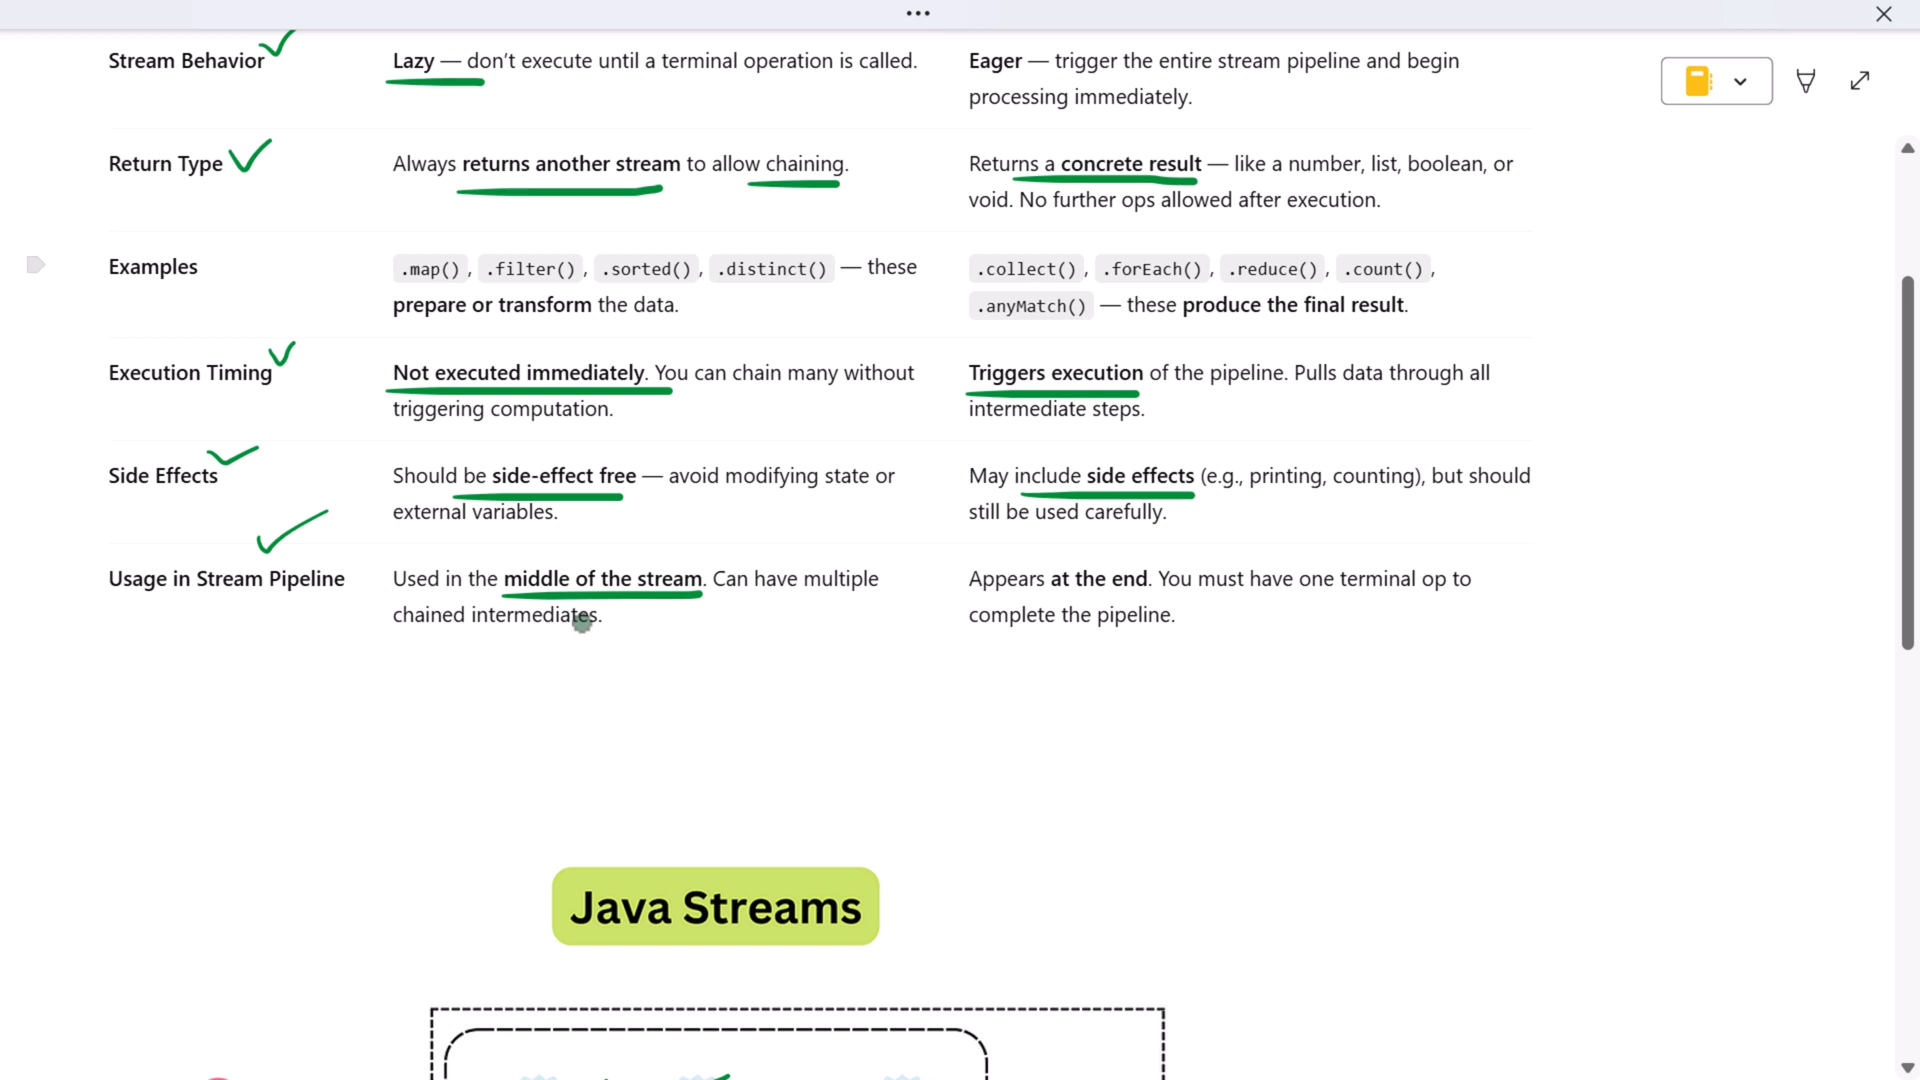 Stream Behavior
Lazy — don’t execute until a terminal operation is called.
Eager — trigger the entire stream pipeline and begin
processing immediately.
Return Type
Always returns another stream to allow chaining.
Returns a concrete result — like a number, list, boolean, or
void. No further ops allowed after execution.
Examples
.map(), .filter(), .sorted(), .distinct() — these
prepare or transform the data.
.collect(), .forEach(), .reduce(), .count(),
.anyMatch() — these produce the final result.
Execution Timing
Not executed immediately. You can chain many without
triggering computation.
Triggers execution of the pipeline. Pulls data through all
intermediate steps.
Side Effects
Should be side-effect free — avoid modifying state or
external variables.
May include side effects (e.g., printing, counting), but should
still be used carefully.
Usage in Stream Pipeline
Used in the middle of the stream. Can have multiple
chained intermediates.
Appears at the end. You must have one terminal op to
complete the pipeline.
Java Streams